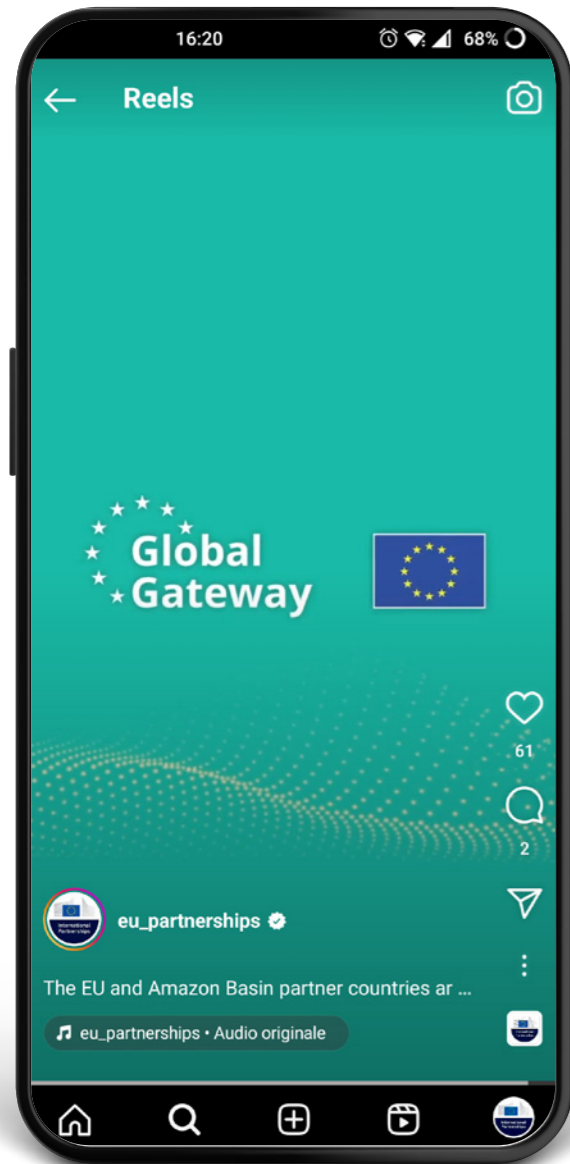 16:20
68%
Reels
Global
Gateway
61
2
eu_partnerships
The EU and Amazon Basin partner countries ar ...
eu_partnerships • Audio originale